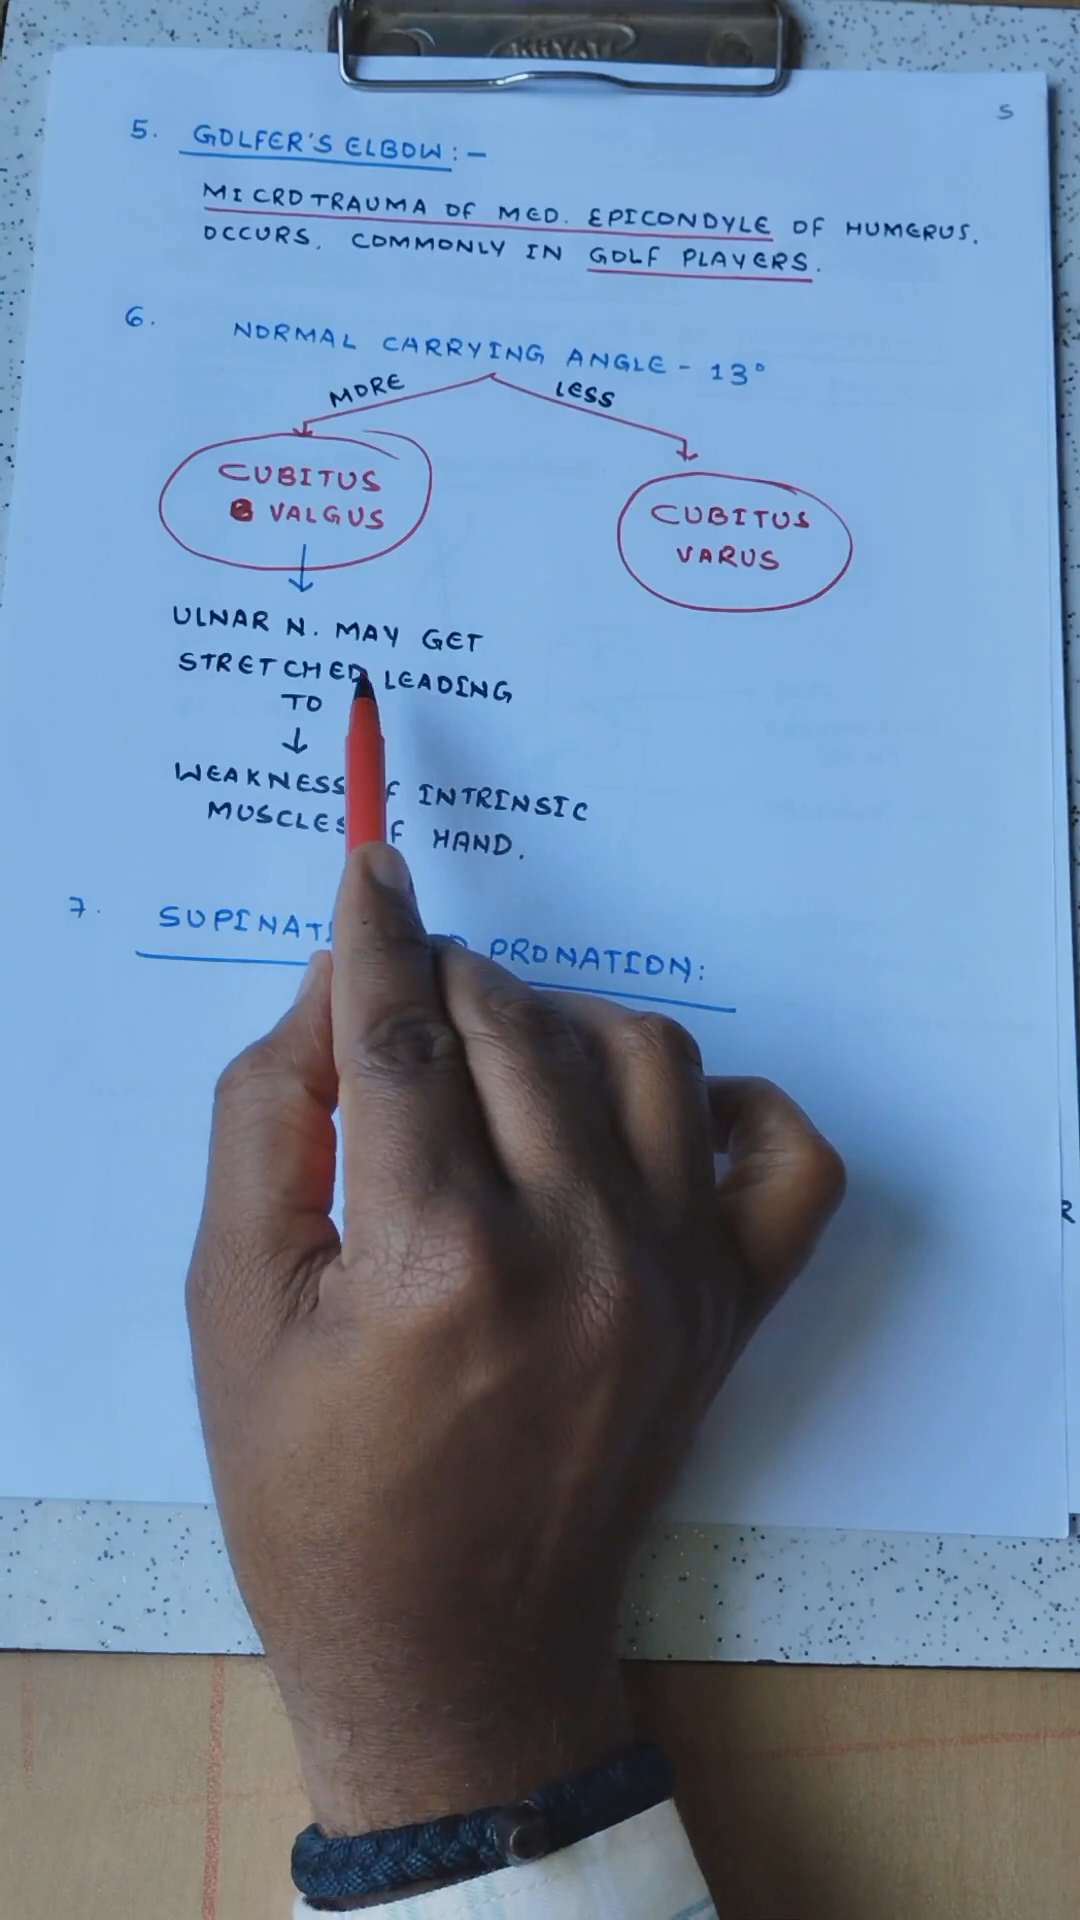 KHYATI
5
5. GOLFER'S ELBOW:-
MICROTRAUMA OF MED. EPICONDYLE OF HUMERUS.
OCCURS. COMMONLY IN GOLF PLAYERS.
6. NORMAL CARRYING ANGLE - 13°
MORE LESS
CUBITUS
VALGUS
CUBITUS
VARUS
ULNAR N. MAY GET
STRETCHED LEADING
TO
WEAKNESS F INTRINSIC
MUSCLES F HAND.
7. PRONATION:
R